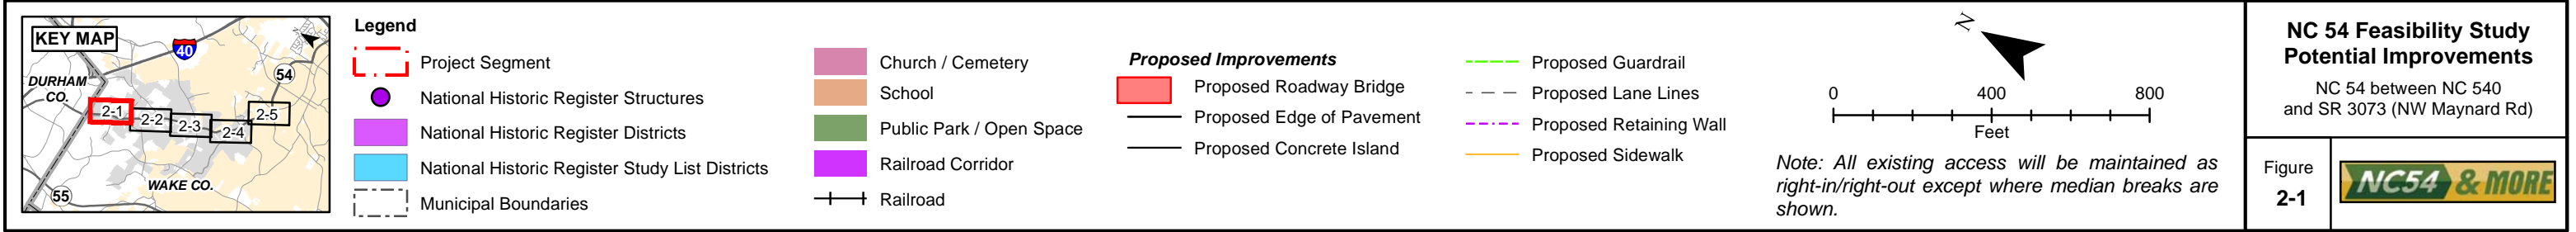 KEY MAP
40
54
DURHAM
CO.
2-1
2-2
2-3
2-4
2-5
WAKE CO.
55
Legend
Project Segment
National Historic Register Structures
National Historic Register Districts
National Historic Register Study List Districts
Municipal Boundaries
Church / Cemetery
School
Public Park / Open Space
Railroad Corridor
Railroad
Proposed Improvements
Proposed Roadway Bridge
Proposed Edge of Pavement
Proposed Concrete Island
Proposed Guardrail
Proposed Lane Lines
Proposed Retaining Wall
Proposed Sidewalk
N
0 400 800
Feet
Note: All existing access will be maintained as
right-in/right-out except where median breaks are
shown.
NC 54 Feasibility Study
Potential Improvements
NC 54 between NC 540
and SR 3073 (NW Maynard Rd)
Figure
2-1
NC54 & MORE